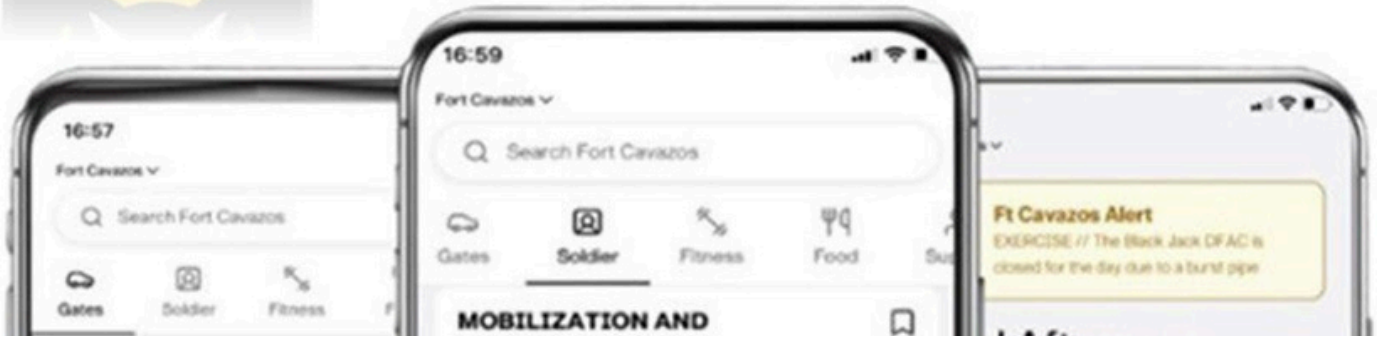 16:57
Fort Cavazos
Search Fort Cavazos
Gates Soldier Fitness
16:59
Fort Cavazos
Search Fort Cavazos
Gates Soldier Fitness Food
MOBILIZATION AND
Ft Cavazos Alert
EXERCISE // The Black Jack DFAC is
closed for the day due to a burst pipe